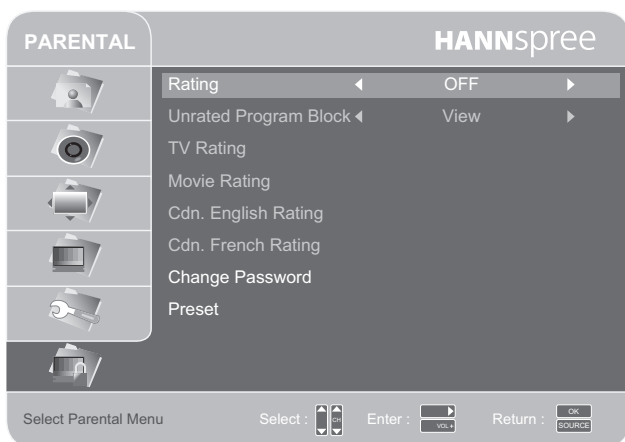 PARENTAL
HANNspree
Rating OFF
Unrated Program Block View
TV Rating
Movie Rating
Cdn. English Rating
Cdn. French Rating
Change Password
Preset
Select Parental Menu Select : CH Enter : VOL+ Return : OK SOURCE